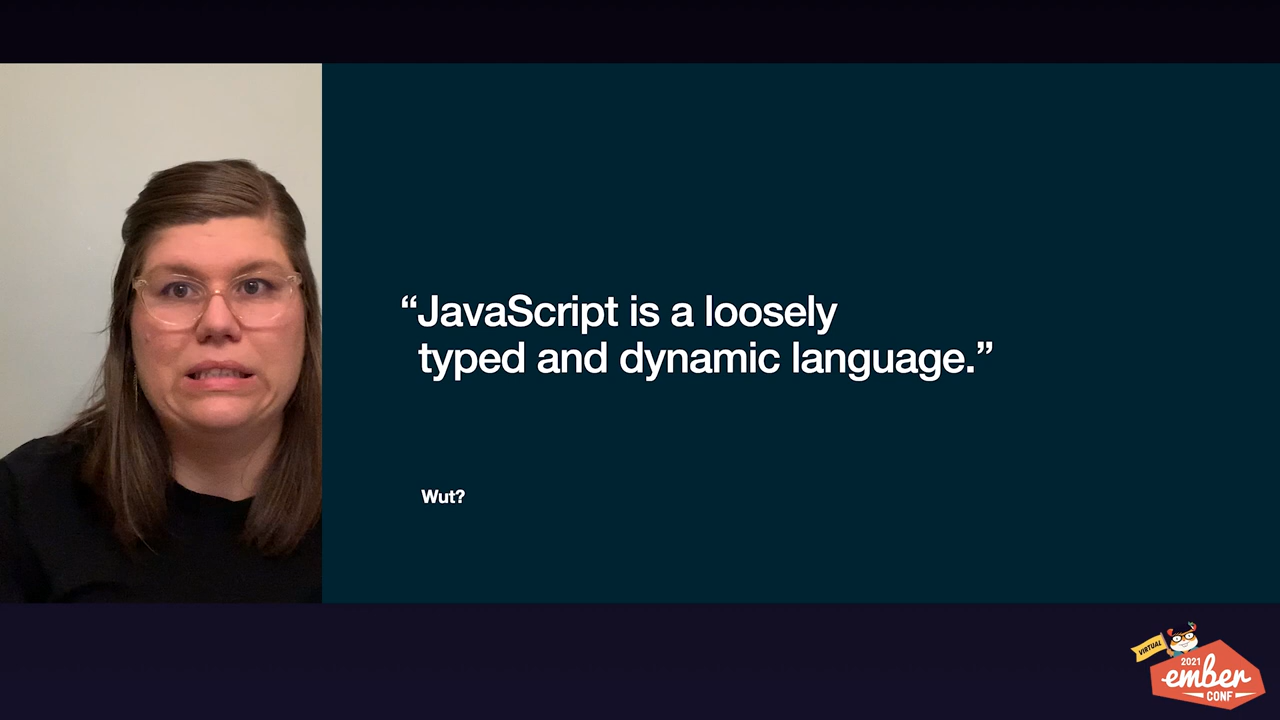 “JavaScript is a loosely
typed and dynamic language.”
Wut?
VIRTUAL
2021
ember
CONF